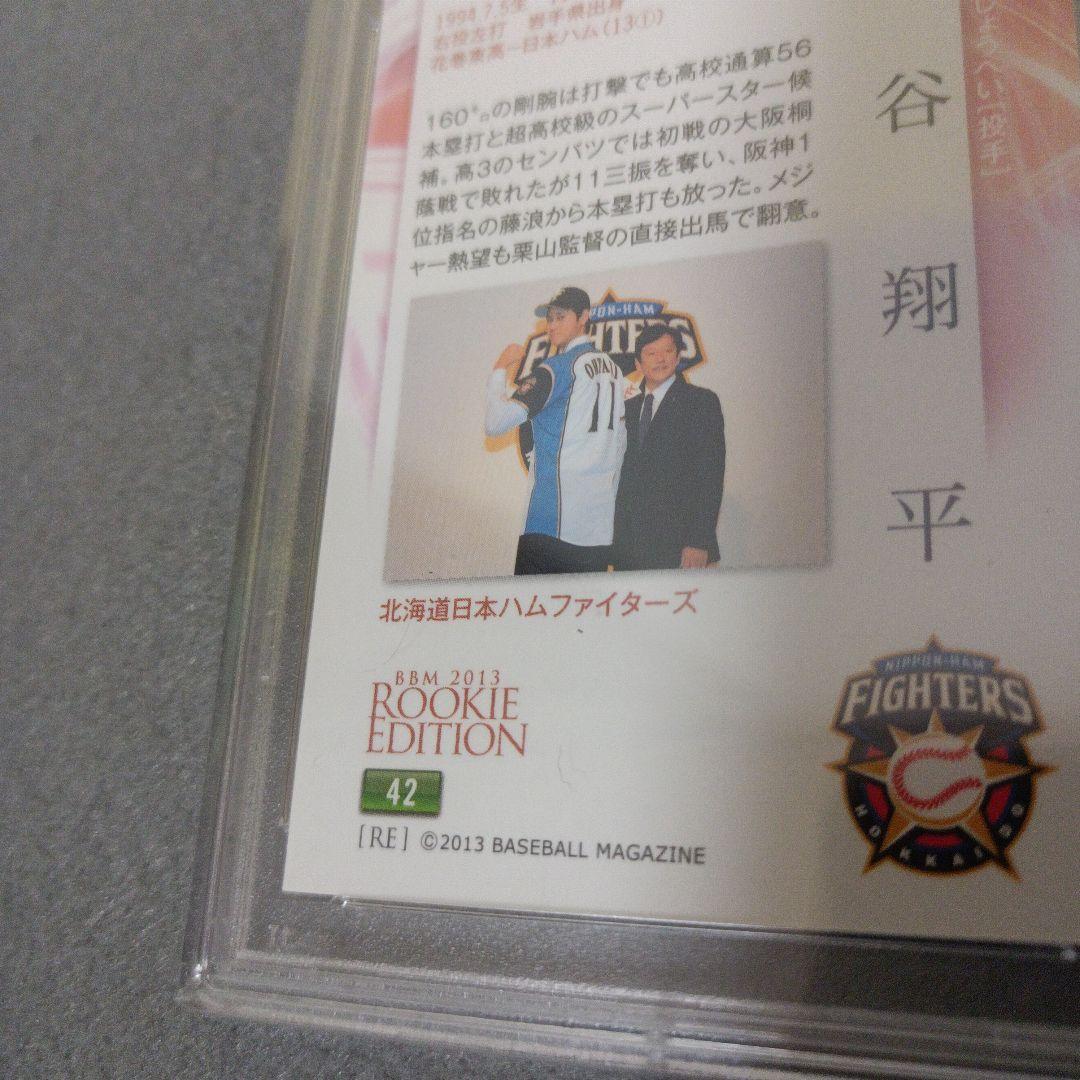 1994.7.5生
右投左打 岩手県出身
花巻東高―日本ハム(13①)
160㌔の剛腕は打撃でも高校通算56
本塁打と超高校級のスーパースター候
補。高3のセンバツでは初戦の大阪桐
蔭戦で敗れたが11三振を奪い、阪神1
位指名の藤浪から本塁打も放った。メジ
ャー熱望も栗山監督の直接出馬で翻意。
谷翔平
しょうへい[投手]
NIPPON-HAM
FIGHTERS
OHTANI
11
北海道日本ハムファイターズ
BBM 2013
ROOKIE
EDITION
42
[RE] ©2013 BASEBALL MAGAZINE
NIPPON-HAM
FIGHTERS
HOKKAIDO